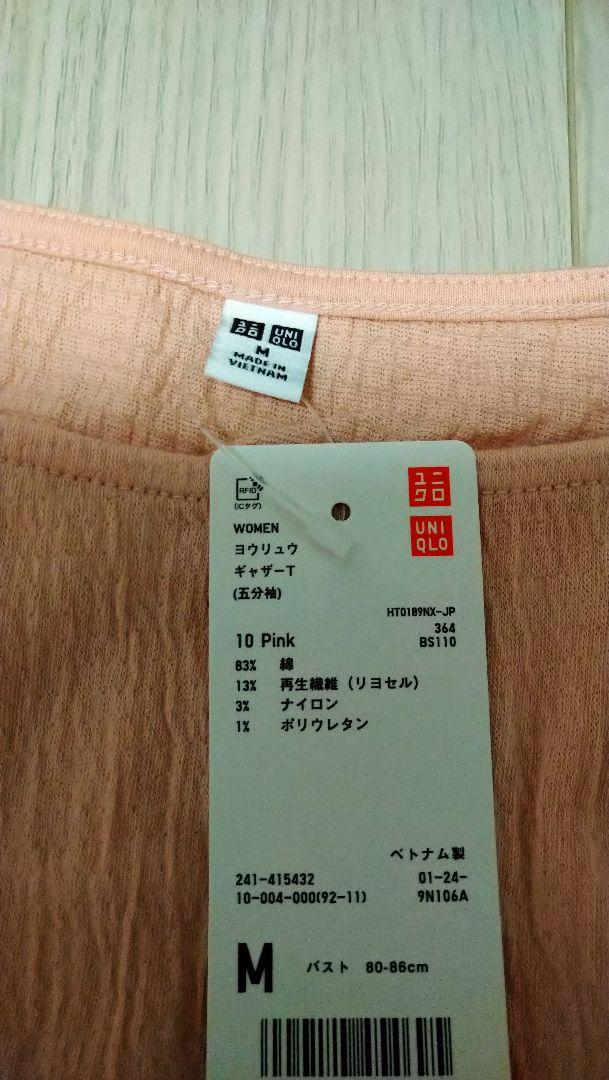 ユニ UNI
クロ QLO
M
MADE IN
VIETNAM
RFID
(ICタグ)
ユニ
クロ
UNI
QLO
WOMEN
ヨウリュウ
ギャザーT
(五分袖)
HT0189NX-JP
10 Pink 364
BS110
83% 綿
13% 再生繊維(リヨセル)
3% ナイロン
1% ポリウレタン
ベトナム製
241-415432 01-24-
10-004-000(92-11) 9N106A
M バスト 80-86cm